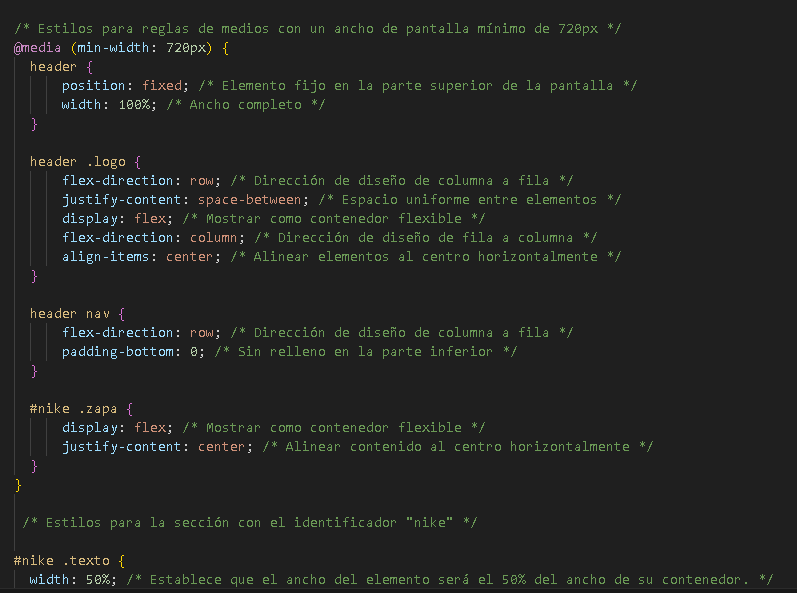 /* Estilos para reglas de medios con un ancho de pantalla mínimo de 720px */
@media (min-width: 720px) {
header {
position: fixed; /* Elemento fijo en la parte superior de la pantalla */
width: 100%; /* Ancho completo */
}
header .logo {
flex-direction: row; /* Dirección de diseño de columna a fila */
justify-content: space-between; /* Espacio uniforme entre elementos */
display: flex; /* Mostrar como contenedor flexible */
flex-direction: column; /* Dirección de diseño de fila a columna */
align-items: center; /* Alinear elementos al centro horizontalmente */
}
header nav {
flex-direction: row; /* Dirección de diseño de columna a fila */
padding-bottom: 0; /* Sin relleno en la parte inferior */
}
#nike .zapa {
display: flex; /* Mostrar como contenedor flexible */
justify-content: center; /* Alinear contenido al centro horizontalmente */
}
}
/* Estilos para la sección con el identificador "nike" */
#nike .texto {
width: 50%; /* Establece que el ancho del elemento será el 50% del ancho de su contenedor. */